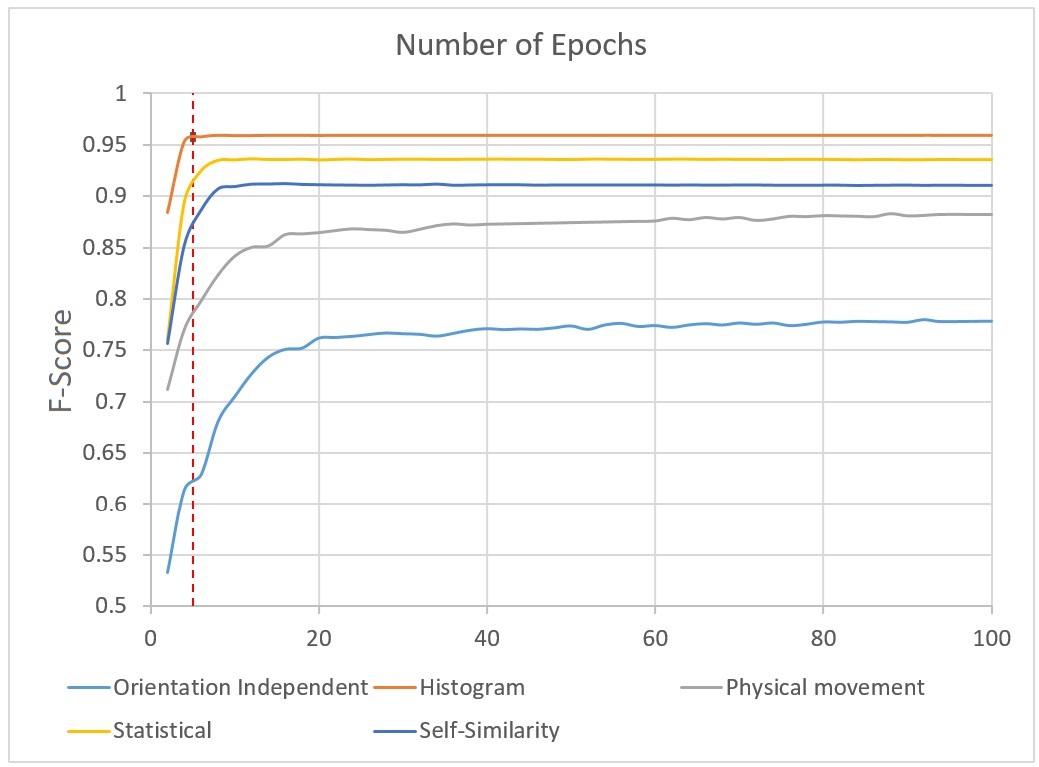 Number of Epochs
1
0.95
0.9
0.85
0.8
0.75
0.7
0.65
0.6
0.55
0.5
F-Score
0 20 40 60 80 100
Orientation Independent Histogram Physical movement
Statistical Self-Similarity